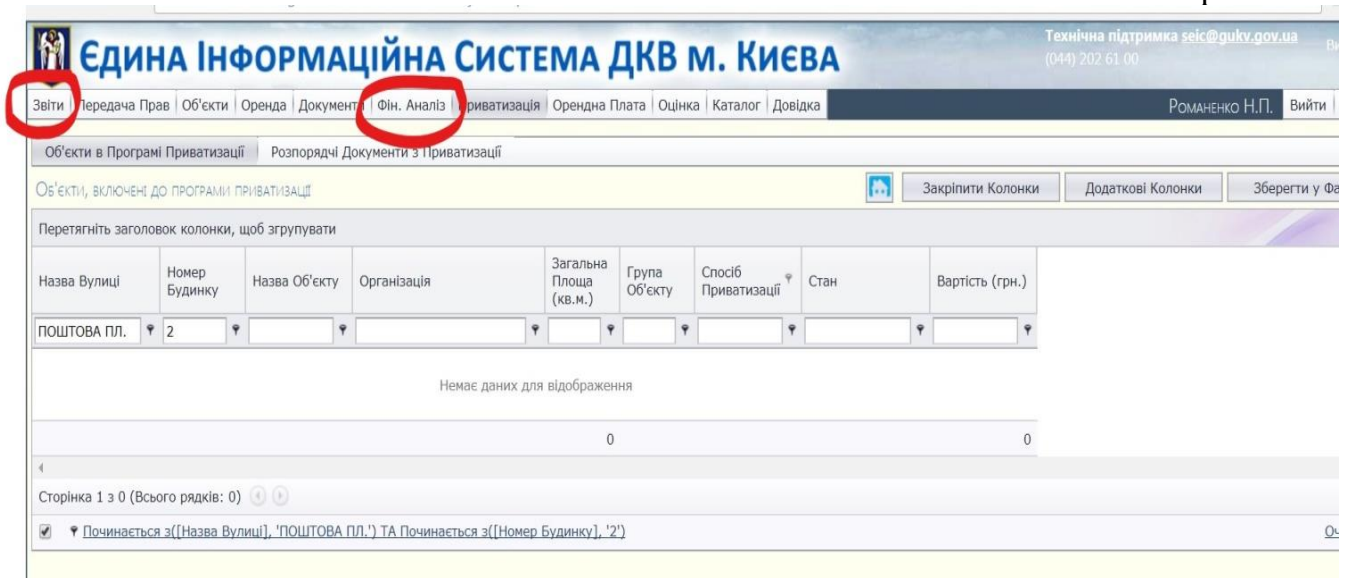 Єдина Інформаційна Система ДКВ м. Києва
Технічна підтримка seic@gukv.gov.ua
(044) 202 61 00
Звіти Передача Прав Об'єкти Оренда Документи Фін. Аналіз Приватизація Орендна Плата Оцінка Каталог Довідка Романенко Н.П. Вийти
Об'єкти в Програмі Приватизації Розпорядчі Документи з Приватизації
Об'єкти, включені до програми приватизації Закріпити Колонки Додаткові Колонки Зберегти у
Перетягніть заголовок колонки, щоб згрупувати
Назва Вулиці Номер Будинку Назва Об'єкту Організація Загальна Площа (кв.м.) Група Об'єкту Спосіб Приватизації Стан Вартість (грн.)
ПОШТОВА ПЛ. 2
Немає даних для відображення
0 0
Сторінка 1 з 0 (Всього рядків: 0)
Починається з([Назва Вулиці], 'ПОШТОВА ПЛ.') ТА Починається з([Номер Будинку], '2')